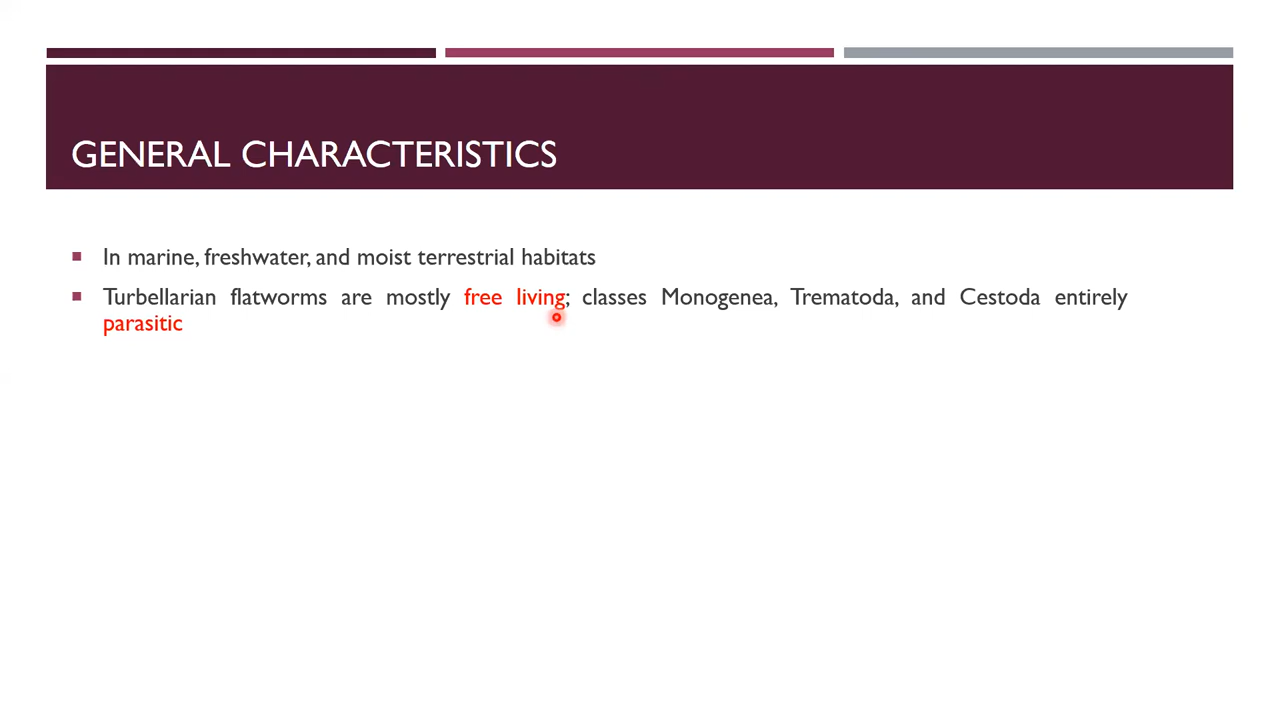 GENERAL CHARACTERISTICS
In marine, freshwater, and moist terrestrial habitats
Turbellarian flatworms are mostly free living; classes Monogenea, Trematoda, and Cestoda entirely
parasitic